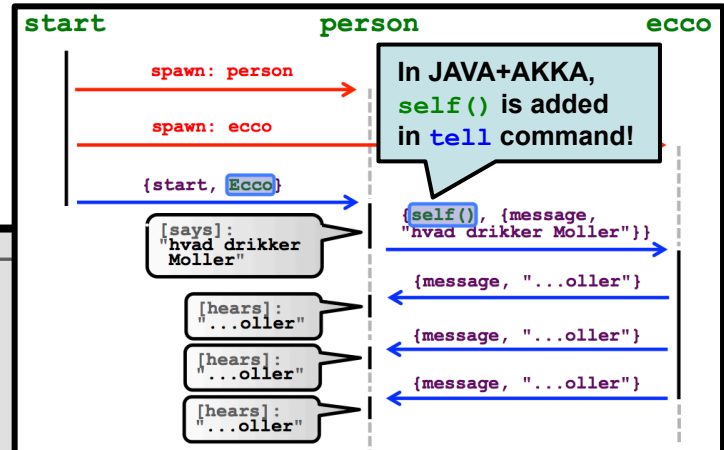 start person ecco
spawn: person
In JAVA+AKKA,
self() is added
in tell command!
spawn: ecco
{start, Ecco}
[says]:
"hvad drikker
Moller"
{self(), {message,
"hvad drikker Moller"}}
{message, "...oller"}
[hears]:
"...oller"
{message, "...oller"}
[hears]:
"...oller"
{message, "...oller"}
[hears]:
"...oller"